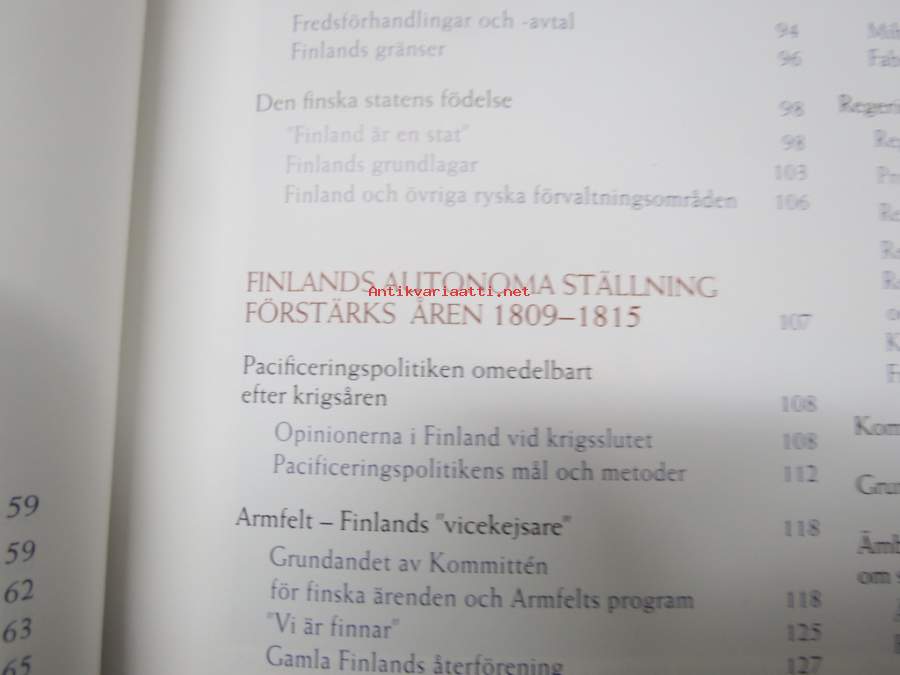 Fredsförhandlingar och -avtal 94
Finlands gränser 96
Den finska statens födelse 98
"Finland är en stat" 98
Finlands grundlagar 103
Finland och övriga ryska förvaltningsområden 106
FINLANDS AUTONOMA STÄLLNING
Antikvariaatti.net
FÖRSTÄRKS ÅREN 1809–1815 107
Pacificeringspolitiken omedelbart
efter krigsåren 108
Opinionerna i Finland vid krigsslutet 108
Pacificeringspolitikens mål och metoder 112
Armfelt – Finlands "vicekejsare" 118
Grundandet av Kommittén
för finska ärenden och Armfelts program 118
"Vi är finnar" 125
Gamla Finlands återförening 127
59
59
62
63
65